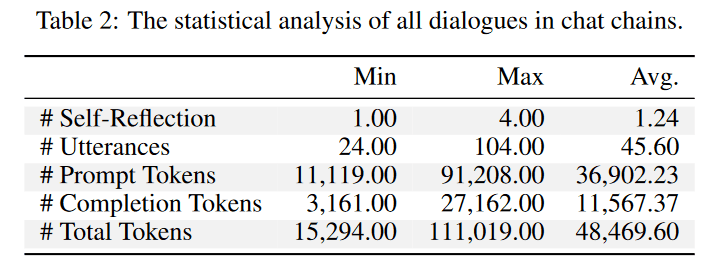 Table 2: The statistical analysis of all dialogues in chat chains.
Min Max Avg.
# Self-Reflection 1.00 4.00 1.24
# Utterances 24.00 104.00 45.60
# Prompt Tokens 11,119.00 91,208.00 36,902.23
# Completion Tokens 3,161.00 27,162.00 11,567.37
# Total Tokens 15,294.00 111,019.00 48,469.60